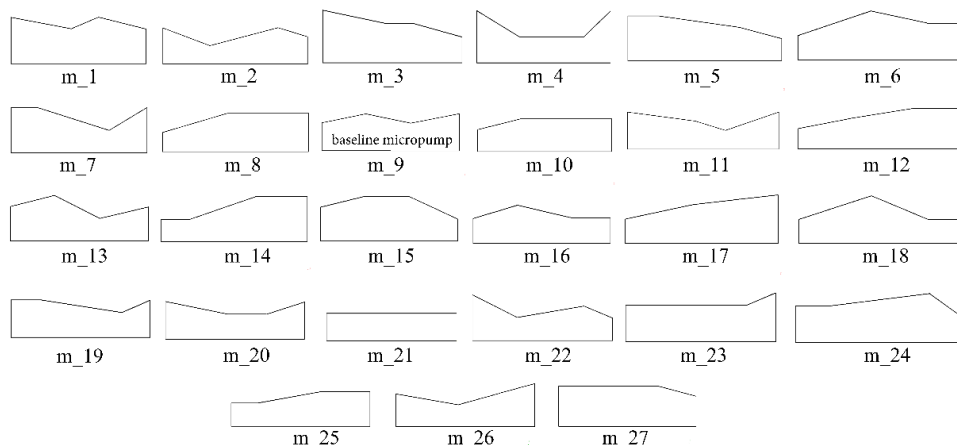 m_1 m_2 m_3 m_4 m_5 m_6
baseline micropump
m_7 m_8 m_9 m_10 m_11 m_12
m_13 m_14 m_15 m_16 m_17 m_18
m_19 m_20 m_21 m_22 m_23 m_24
m_25 m_26 m_27